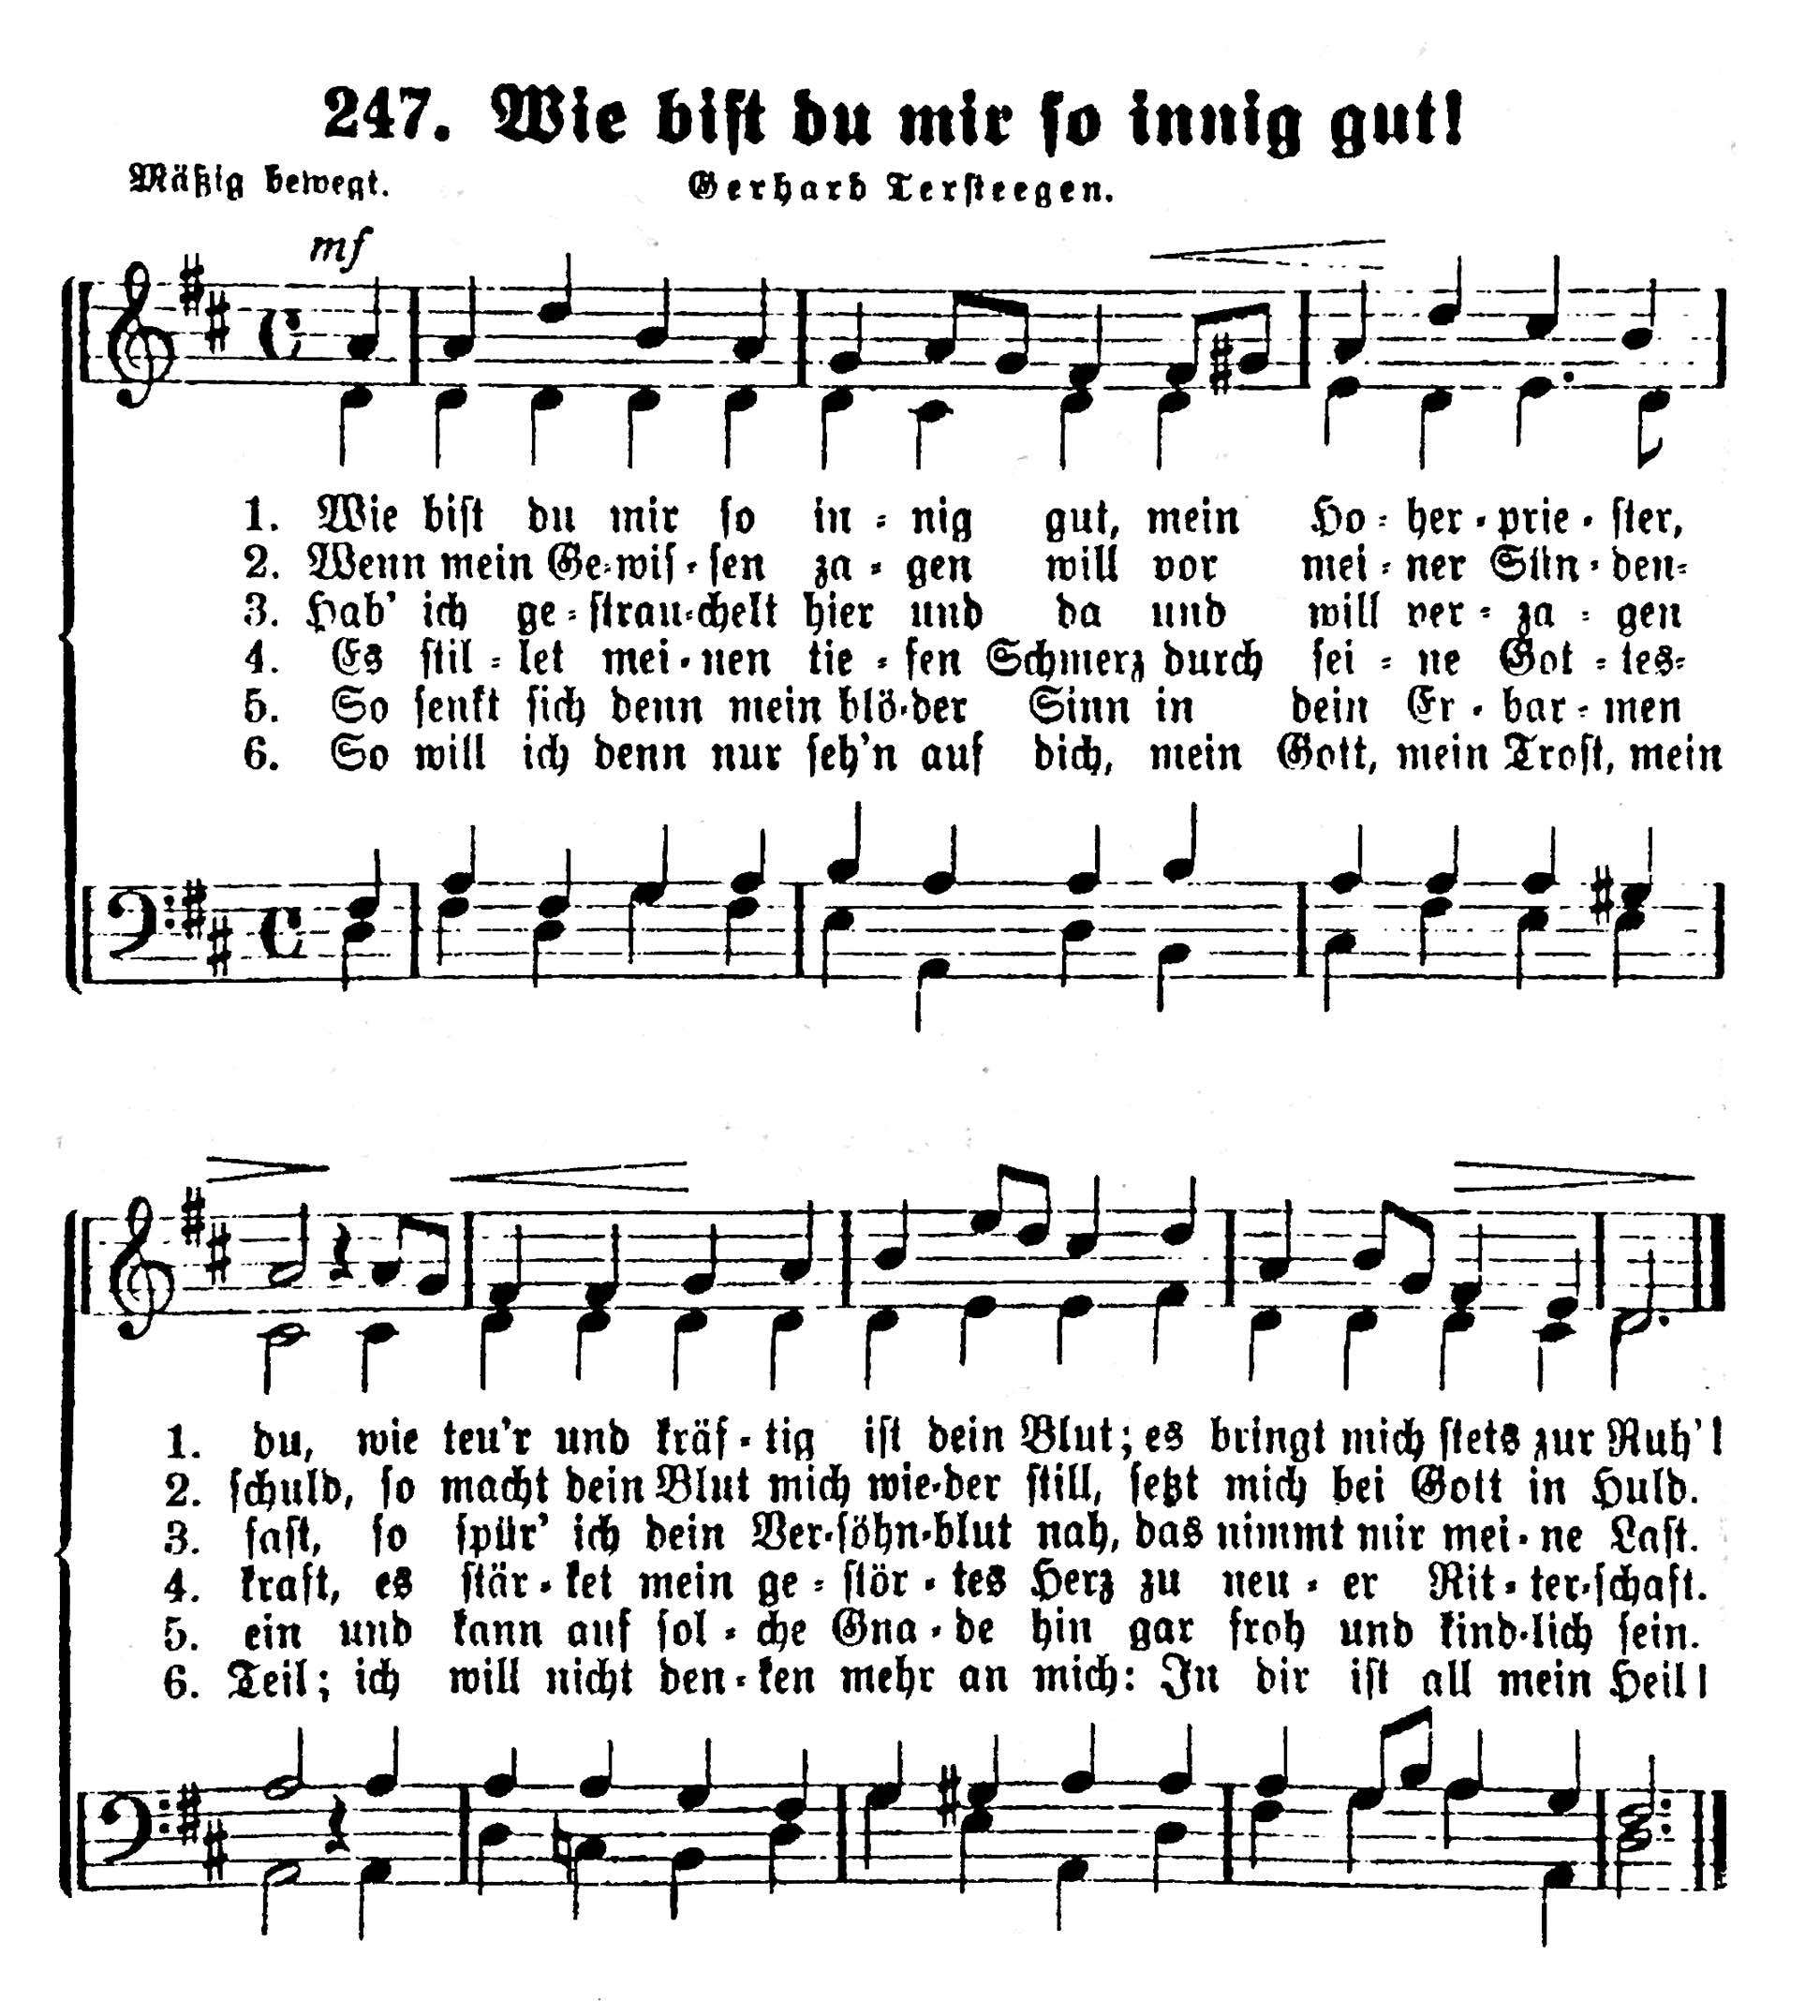 247. Wie bist du mir so innig gut!
Mäßig bewegt.
Gerhard Tersteegen.
mf
1. Wie bist du mir so in - nig gut, mein Ho - her - prie - ster,
2. Wenn mein Ge - wis - sen za - gen will vor mei - ner Sün - den-
3. Hab' ich ge - strau - chelt hier und da und will ver - za - gen
4. Es stil - let mei - nen tie - fen Schmerz durch sei - ne Got - tes-
5. So senkt sich denn mein blö - der Sinn in dein Er - bar - men
6. So will ich denn nur seh'n auf dich, mein Gott, mein Trost, mein
1. du, wie teu'r und kräf - tig ist dein Blut; es bringt mich stets zur Ruh'!
2. schuld, so macht dein Blut mich wie - der still, setzt mich bei Gott in Huld.
3. fast, so spür' ich dein Ver - söhn - blut nah, das nimmt mir mei - ne Last.
4. kraft, es stär - ket mein ge - stör - tes Herz zu neu - er Rit - ter - schaft.
5. ein und kann auf sol - che Gna - de hin gar froh und kind - lich sein.
6. Teil; ich will nicht den - ken mehr an mich: In dir ist all mein Heil!